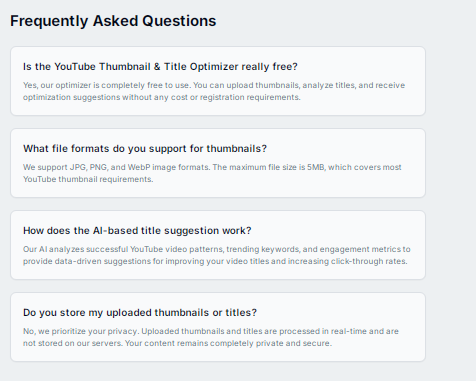 Frequently Asked Questions
Is the YouTube Thumbnail & Title Optimizer really free?
Yes, our optimizer is completely free to use. You can upload thumbnails, analyze titles, and receive
optimization suggestions without any cost or registration requirements.
What file formats do you support for thumbnails?
We support JPG, PNG, and WebP image formats. The maximum file size is 5MB, which covers most
YouTube thumbnail requirements.
How does the AI-based title suggestion work?
Our AI analyzes successful YouTube video patterns, trending keywords, and engagement metrics to
provide data-driven suggestions for improving your video titles and increasing click-through rates.
Do you store my uploaded thumbnails or titles?
No, we prioritize your privacy. Uploaded thumbnails and titles are processed in real-time and are
not stored on our servers. Your content remains completely private and secure.